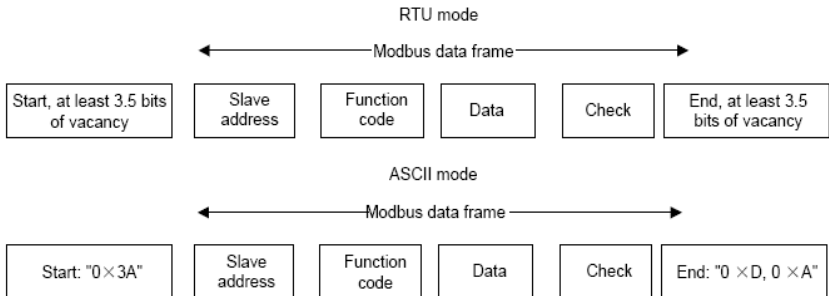 RTU mode
Modbus data frame
Start, at least 3.5 bits
of vacancy
Slave
address
Function
code
Data
Check
End, at least 3.5
bits of vacancy
ASCII mode
Modbus data frame
Start: "0×3A"
Slave
address
Function
code
Data
Check
End: "0 ×D, 0 ×A"